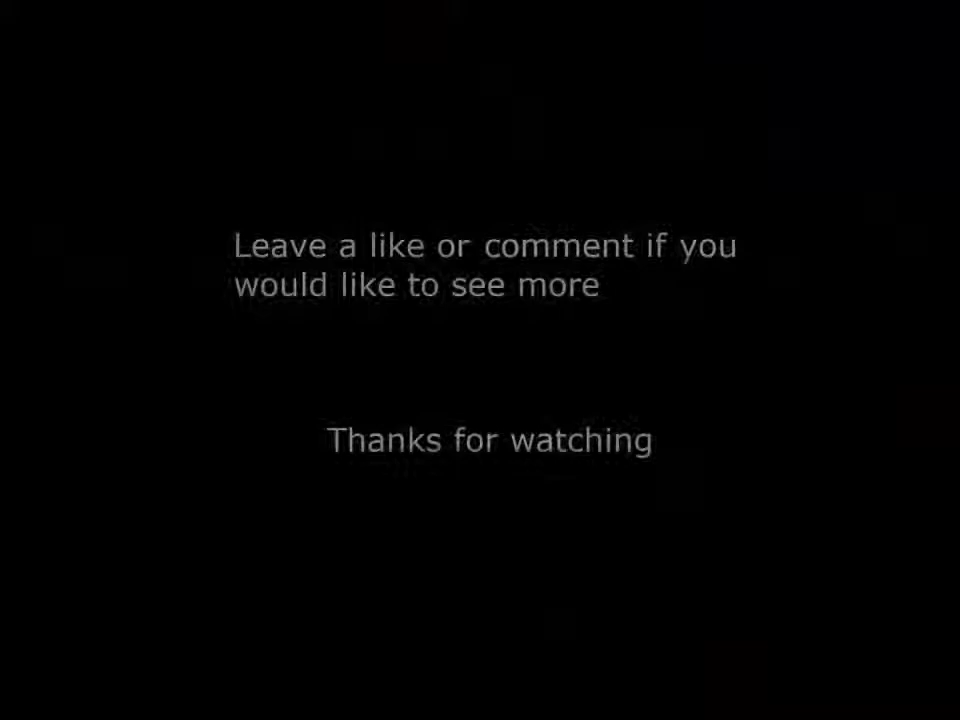 Leave a like or comment if you
would like to see more
Thanks for watching